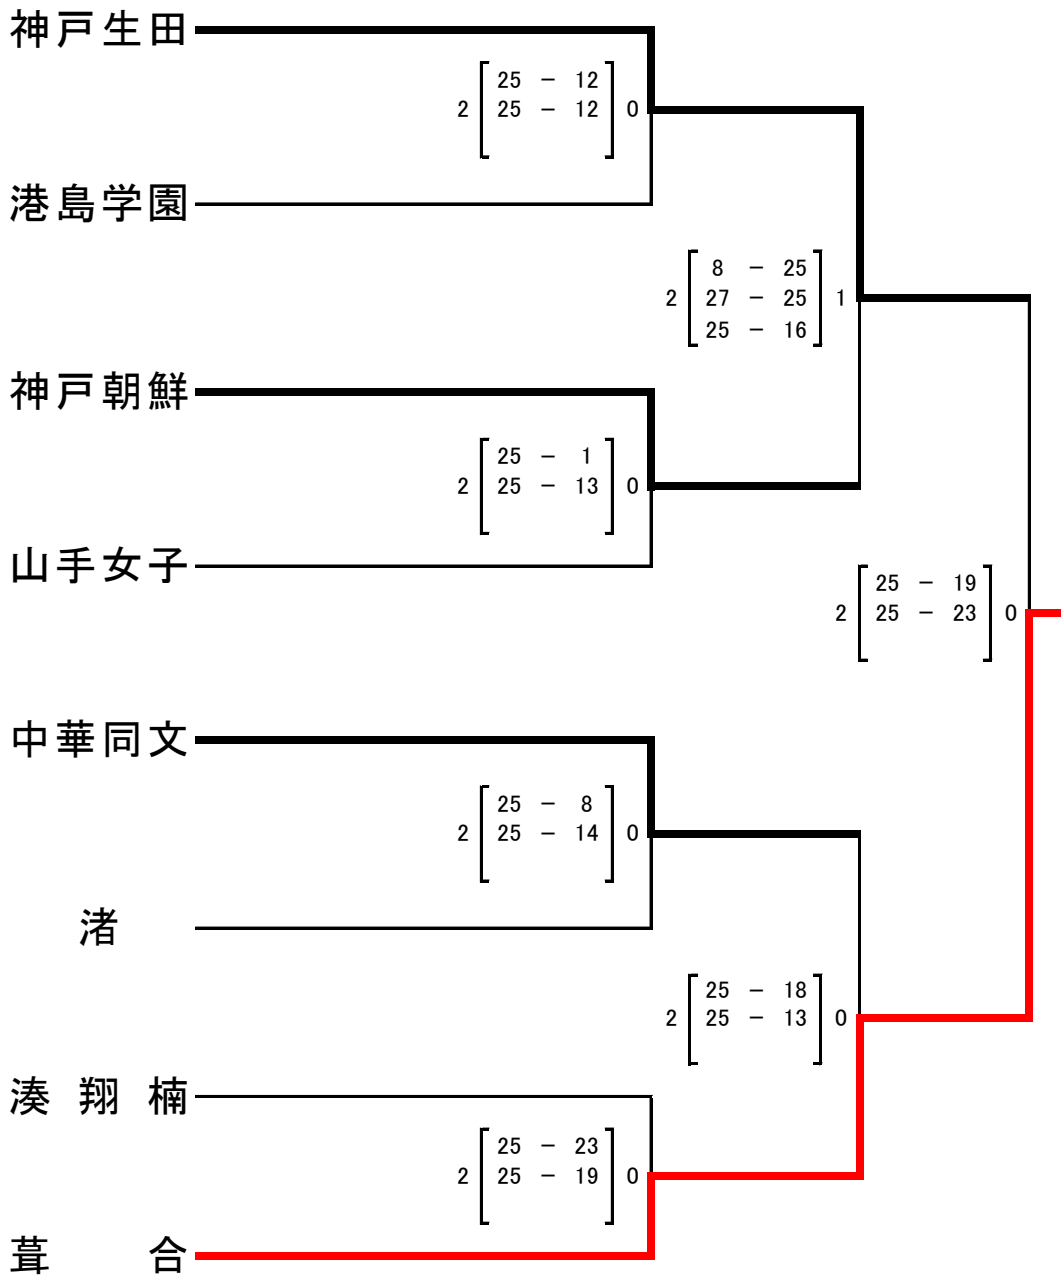 神戸生田
25 － 12
2 25 － 12 0
港島学園
8 － 25
2 27 － 25 1
25 － 16
神戸朝鮮
25 － 1
2 25 － 13 0
山手女子
25 － 19
2 25 － 23 0
中華同文
25 － 8
2 25 － 14 0
渚
25 － 18
2 25 － 13 0
湊翔楠
25 － 23
2 25 － 19 0
葺合